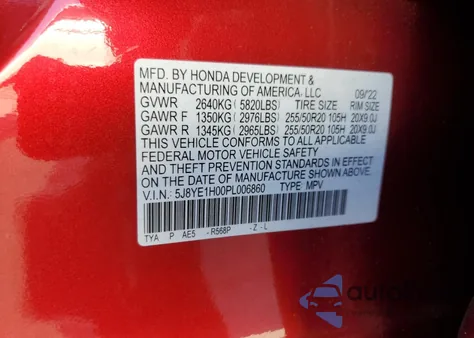 MFD. BY HONDA DEVELOPMENT &
MANUFACTURING OF AMERICA, LLC 09/22
GVWR 2640KG( 5820LBS) TIRE SIZE RIM SIZE
GAWR F 1350KG( 2976LBS) 255/50R20 105H 20X9.0J
GAWR R 1345KG( 2965LBS) 255/50R20 105H 20X9.0J
THIS VEHICLE CONFORMS TO ALL APPLICABLE
FEDERAL MOTOR VEHICLE SAFETY
AND THEFT PREVENTION STANDARDS IN EFFECT
ON THE DATE OF MANUFACTURE SHOWN ABOVE.
V.I.N.: 5J8YE1H00PL006860 TYPE: MPV
TYA P AE5 - R568P - Z - L